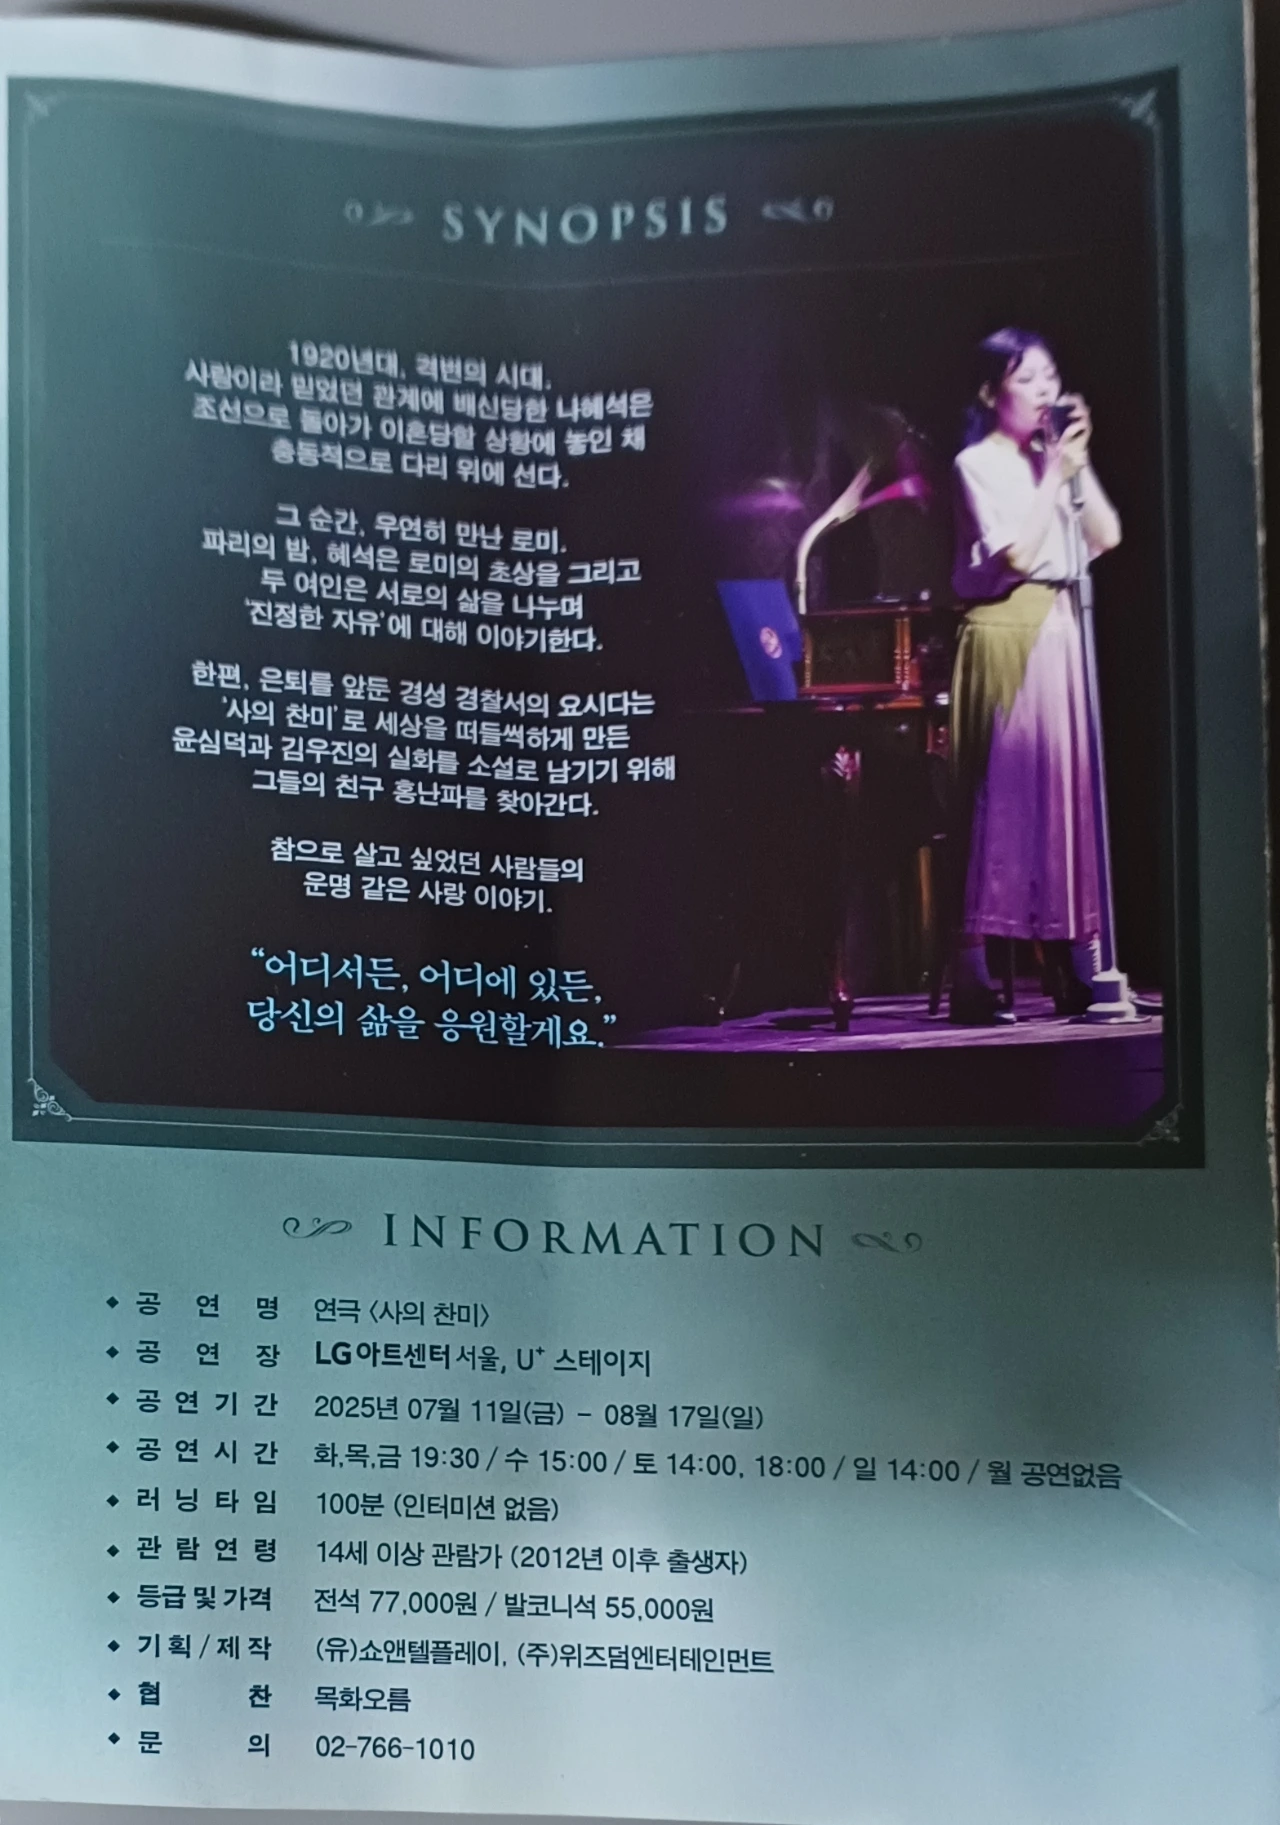 SYNOPSIS
1920년대, 격변의 시대.
사랑이라 믿었던 관계에 배신당한 나혜석은
조선으로 돌아가 이혼당할 상황에 놓인 채
충동적으로 다리 위에 선다.
그 순간, 우연히 만난 로미.
파리의 밤, 혜석은 로미의 초상을 그리고
두 여인은 서로의 삶을 나누며
'진정한 자유'에 대해 이야기한다.
한편, 은퇴를 앞둔 경성 경찰서의 요시다는
'사의 찬미'로 세상을 떠들썩하게 만든
윤심덕과 김우진의 실화를 소설로 남기기 위해
그들의 친구 홍난파를 찾아간다.
참으로 살고 싶었던 사람들의
운명 같은 사랑 이야기.
“어디서든, 어디에 있든,
당신의 삶을 응원할게요.”
INFORMATION
◆ 공연명 연극 〈사의 찬미〉
◆ 공연장 LG아트센터 서울, U+ 스테이지
◆ 공연기간 2025년 07월 11일(금) - 08월 17일(일)
◆ 공연시간 화,목,금 19:30 / 수 15:00 / 토 14:00, 18:00 / 일 14:00 / 월 공연없음
◆ 러닝타임 100분 (인터미션 없음)
◆ 관람연령 14세 이상 관람가 (2012년 이후 출생자)
◆ 등급 및 가격 전석 77,000원 / 발코니석 55,000원
◆ 기획/제작 (유)쇼앤텔플레이, (주)위즈덤엔터테인먼트
◆ 협찬 목화오름
◆ 문의 02-766-1010